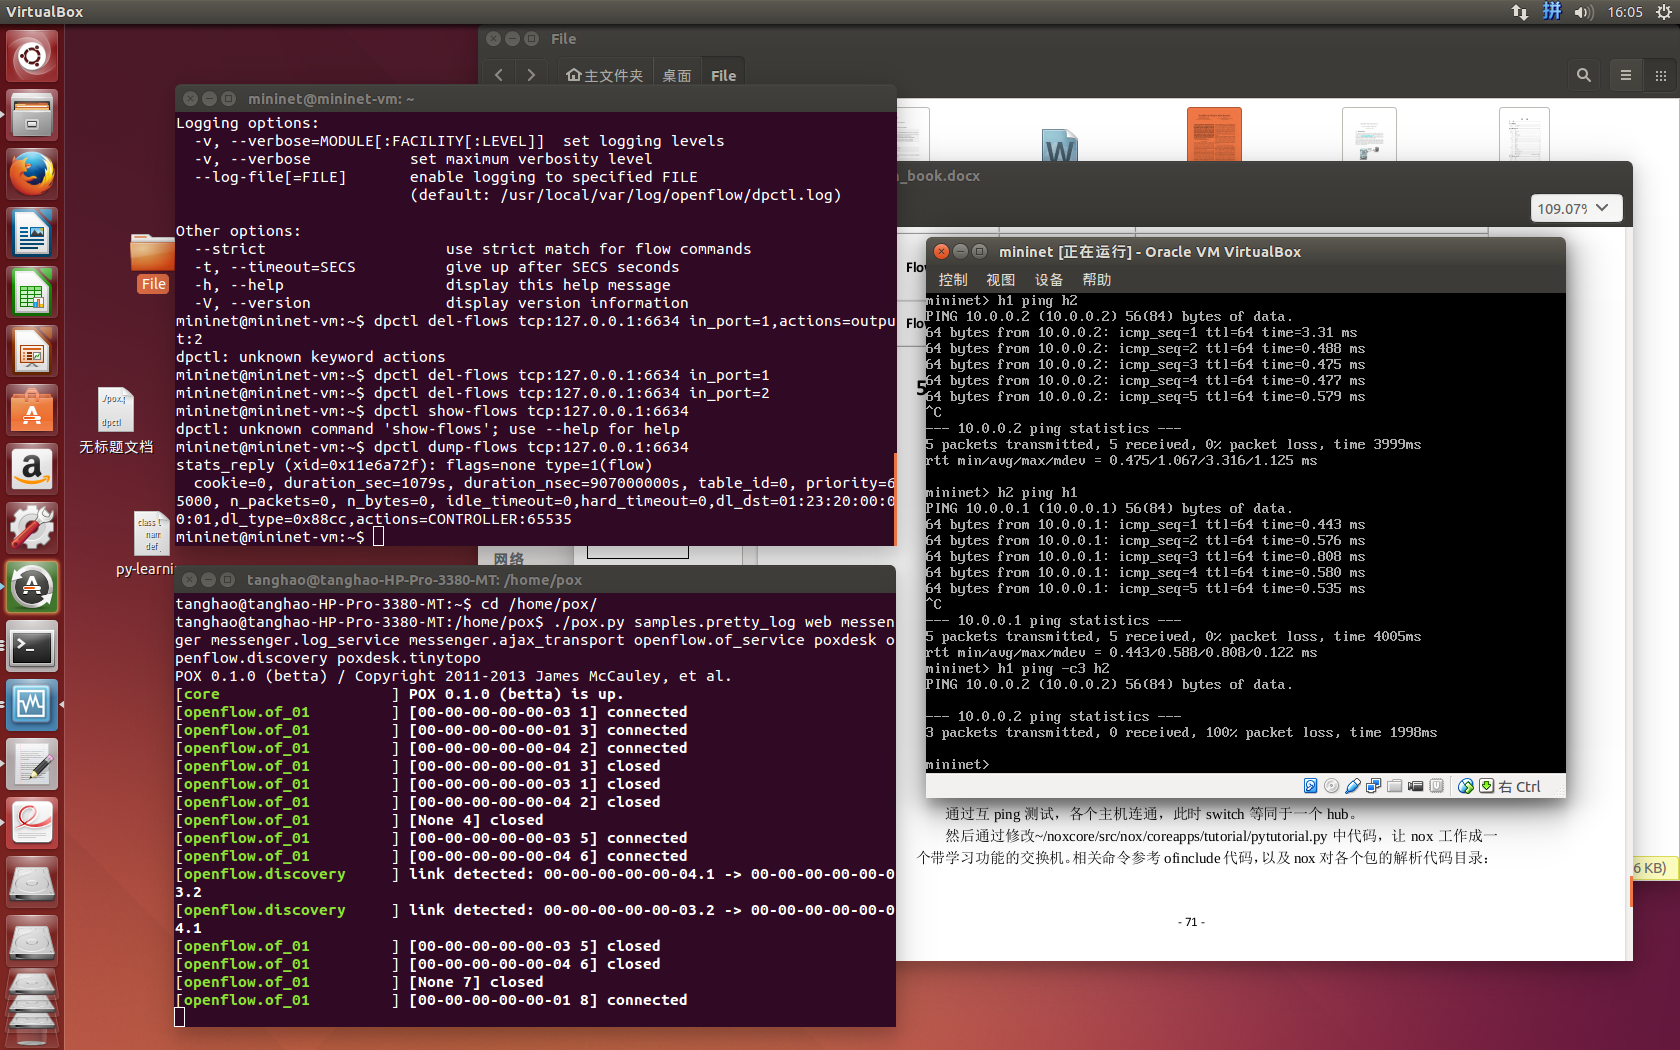 VirtualBox
16:05
File
主文件夹
桌面
File
mininet@mininet-vm: ~
Logging options:
-v, --verbose=MODULE[:FACILITY[:LEVEL]]  set logging levels
-v, --verbose           set maximum verbosity level
--log-file[=FILE]       enable logging to specified FILE
(default: /usr/local/var/log/openflow/dpctl.log)
Other options:
--strict                    use strict match for flow commands
-t, --timeout=SECS          give up after SECS seconds
-h, --help                  display this help message
-V, --version               display version information
mininet@mininet-vm:~$ dpctl del-flows tcp:127.0.0.1:6634 in_port=1,actions=outpu
t:2
dpctl: unknown keyword actions
mininet@mininet-vm:~$ dpctl del-flows tcp:127.0.0.1:6634 in_port=1
mininet@mininet-vm:~$ dpctl del-flows tcp:127.0.0.1:6634 in_port=2
mininet@mininet-vm:~$ dpctl show-flows tcp:127.0.0.1:6634
dpctl: unknown command 'show-flows'; use --help for help
mininet@mininet-vm:~$ dpctl dump-flows tcp:127.0.0.1:6634
stats_reply (xid=0x11e6a72f): flags=none type=1(flow)
cookie=0, duration_sec=1079s, duration_nsec=907000000s, table_id=0, priority=6
5000, n_packets=0, n_bytes=0, idle_timeout=0,hard_timeout=0,dl_dst=01:23:20:00:0
0:01,dl_type=0x88cc,actions=CONTROLLER:65535
mininet@mininet-vm:~$
File
./pox.j
dpctl
无标题文档
class t
nam
def_
py-learni
网络
tanghao@tanghao-HP-Pro-3380-MT: /home/pox
tanghao@tanghao-HP-Pro-3380-MT:~$ cd /home/pox/
tanghao@tanghao-HP-Pro-3380-MT:/home/pox$ ./pox.py samples.pretty_log web messen
ger messenger.log_service messenger.ajax_transport openflow.of_service poxdesk o
penflow.discovery poxdesk.tinytopo
POX 0.1.0 (betta) / Copyright 2011-2013 James McCauley, et al.
[core                   ] POX 0.1.0 (betta) is up.
[openflow.of_01         ] [00-00-00-00-00-03 1] connected
[openflow.of_01         ] [00-00-00-00-00-01 3] connected
[openflow.of_01         ] [00-00-00-00-00-04 2] connected
[openflow.of_01         ] [00-00-00-00-00-01 3] closed
[openflow.of_01         ] [00-00-00-00-00-03 1] closed
[openflow.of_01         ] [00-00-00-00-00-04 2] closed
[openflow.of_01         ] [None 4] closed
[openflow.of_01         ] [00-00-00-00-00-03 5] connected
[openflow.of_01         ] [00-00-00-00-00-04 6] connected
[openflow.discovery     ] link detected: 00-00-00-00-00-04.1 -> 00-00-00-00-00-0
3.2
[openflow.discovery     ] link detected: 00-00-00-00-00-03.2 -> 00-00-00-00-00-0
4.1
[openflow.of_01         ] [00-00-00-00-00-03 5] closed
[openflow.of_01         ] [00-00-00-00-00-04 6] closed
[openflow.of_01         ] [None 7] closed
[openflow.of_01         ] [00-00-00-00-00-01 8] connected
_book.docx
109.07%
Flo
Flo
5
mininet [正在运行] - Oracle VM VirtualBox
控制 视图 设备 帮助
mininet> h1 ping h2
PING 10.0.0.2 (10.0.0.2) 56(84) bytes of data.
64 bytes from 10.0.0.2: icmp_seq=1 ttl=64 time=3.31 ms
64 bytes from 10.0.0.2: icmp_seq=2 ttl=64 time=0.488 ms
64 bytes from 10.0.0.2: icmp_seq=3 ttl=64 time=0.475 ms
64 bytes from 10.0.0.2: icmp_seq=4 ttl=64 time=0.477 ms
64 bytes from 10.0.0.2: icmp_seq=5 ttl=64 time=0.579 ms
^C
--- 10.0.0.2 ping statistics ---
5 packets transmitted, 5 received, 0% packet loss, time 3999ms
rtt min/avg/max/mdev = 0.475/1.067/3.316/1.125 ms
mininet> h2 ping h1
PING 10.0.0.1 (10.0.0.1) 56(84) bytes of data.
64 bytes from 10.0.0.1: icmp_seq=1 ttl=64 time=0.443 ms
64 bytes from 10.0.0.1: icmp_seq=2 ttl=64 time=0.576 ms
64 bytes from 10.0.0.1: icmp_seq=3 ttl=64 time=0.808 ms
64 bytes from 10.0.0.1: icmp_seq=4 ttl=64 time=0.580 ms
64 bytes from 10.0.0.1: icmp_seq=5 ttl=64 time=0.535 ms
^C
--- 10.0.0.1 ping statistics ---
5 packets transmitted, 5 received, 0% packet loss, time 4005ms
rtt min/avg/max/mdev = 0.443/0.588/0.808/0.122 ms
mininet> h1 ping -c3 h2
PING 10.0.0.2 (10.0.0.2) 56(84) bytes of data.
--- 10.0.0.2 ping statistics ---
3 packets transmitted, 0 received, 100% packet loss, time 1998ms
mininet>
右 Ctrl
通过互 ping 测试，各个主机连通，此时 switch 等同于一个 hub。
然后通过修改~/noxcore/src/nox/coreapps/tutorial/pytutorial.py 中代码，让 nox 工作成一
个带学习功能的交换机。相关命令参考 ofinclude 代码，以及 nox 对各个包的解析代码目录：
6 KB)
- 71 -